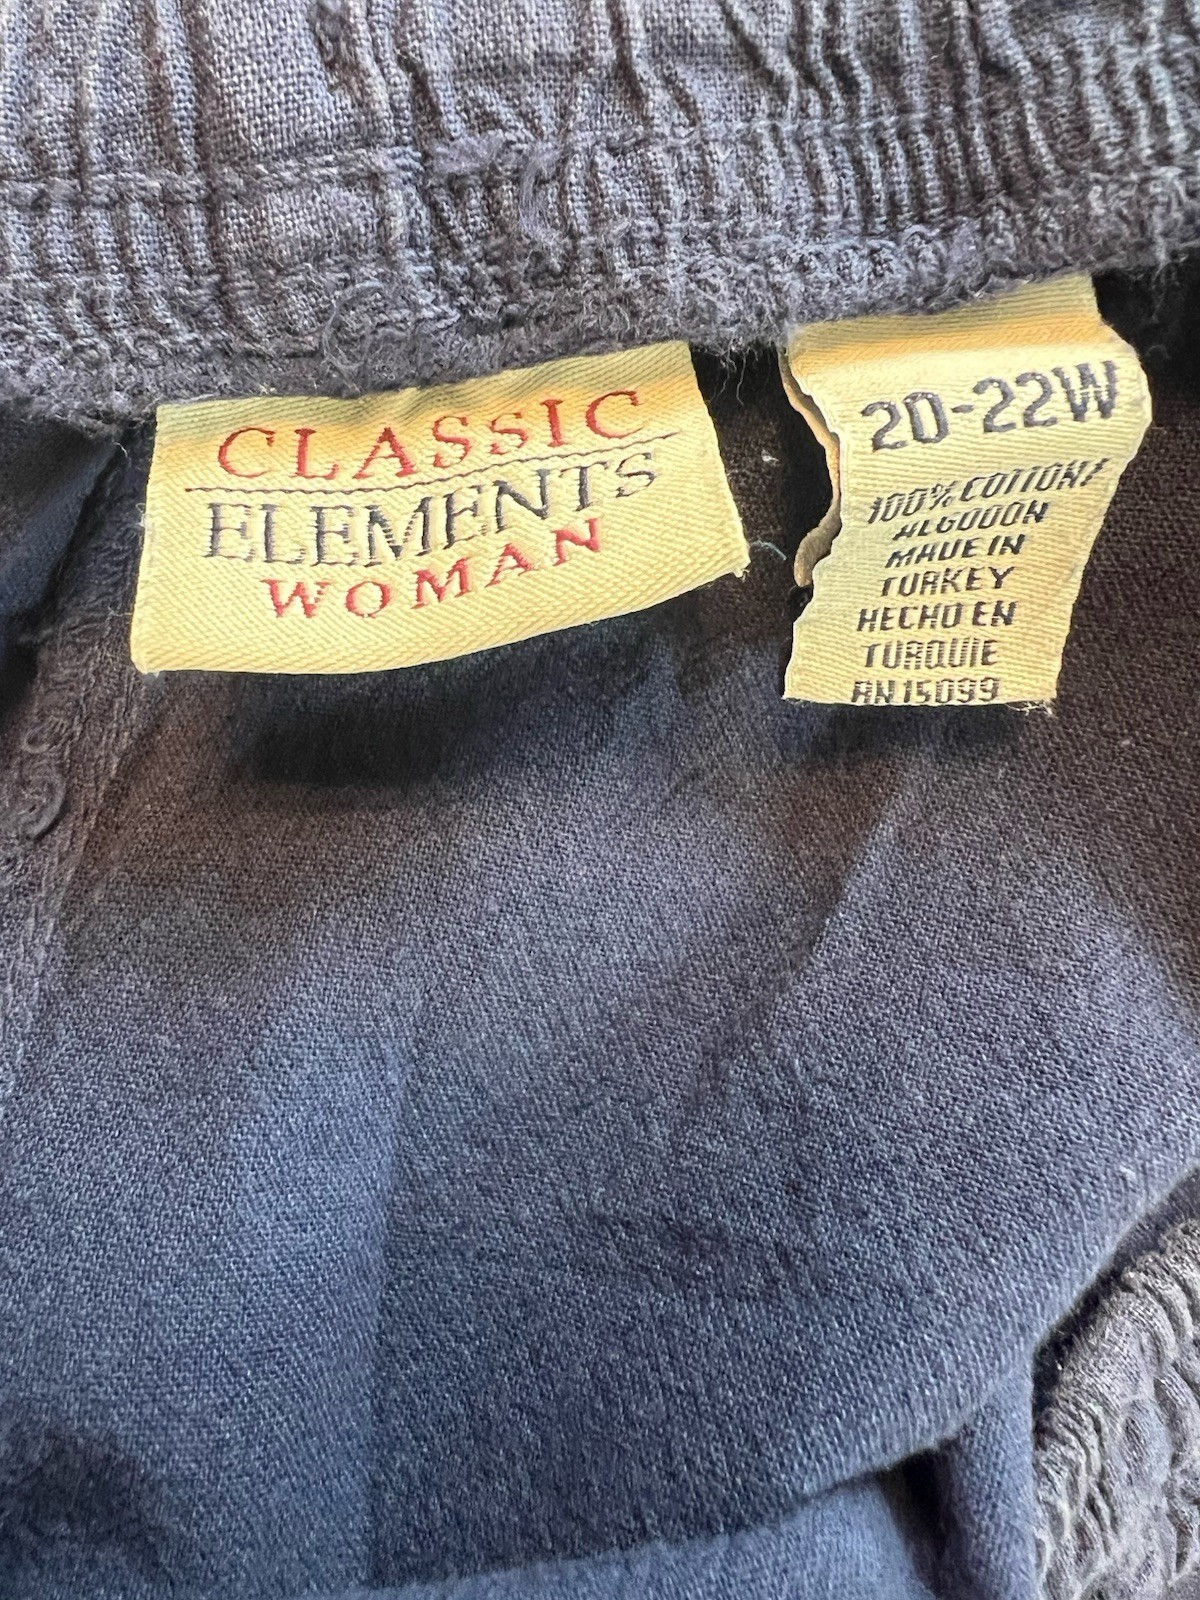 CLASSIC
ELEMENTS
WOMAN
20-22W
100% COTTON/
ALGODON
MADE IN
TURKEY
HECHO EN
TURQUIE
RN 15099